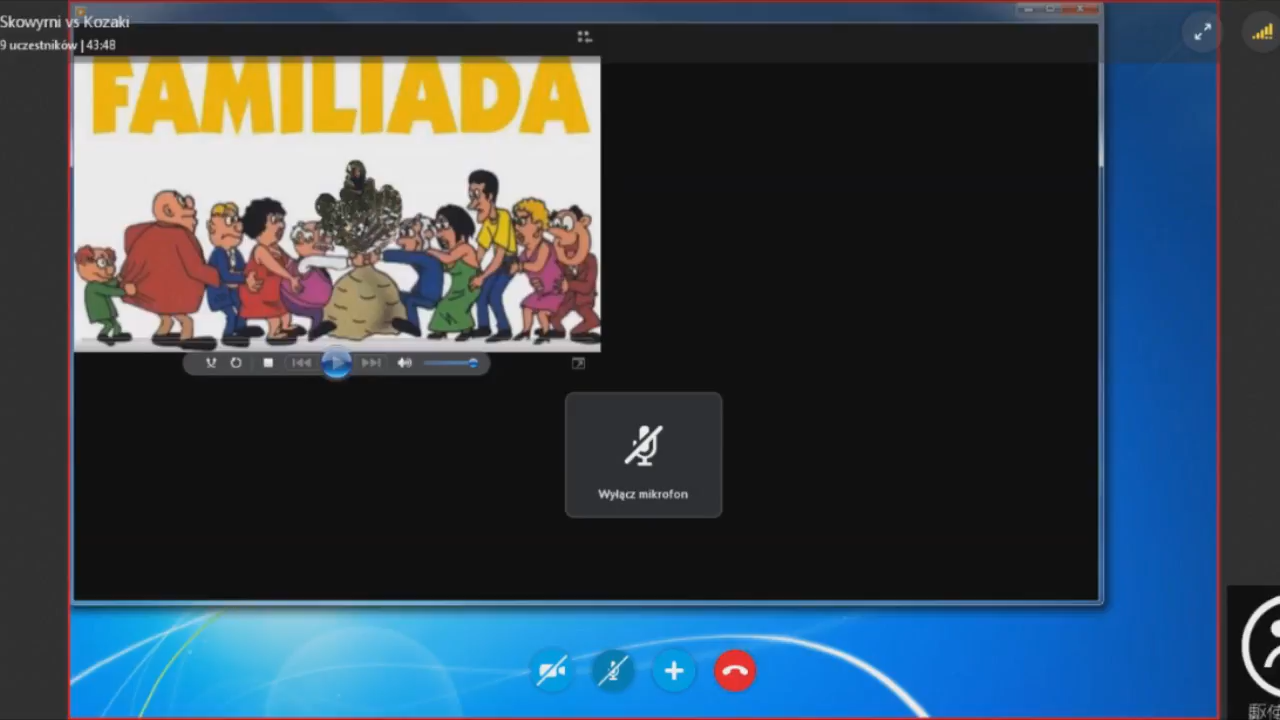 Skowyrni vs Kozaki
9 uczestników | 43:48
FAMILIADA
Wyłącz mikrofon